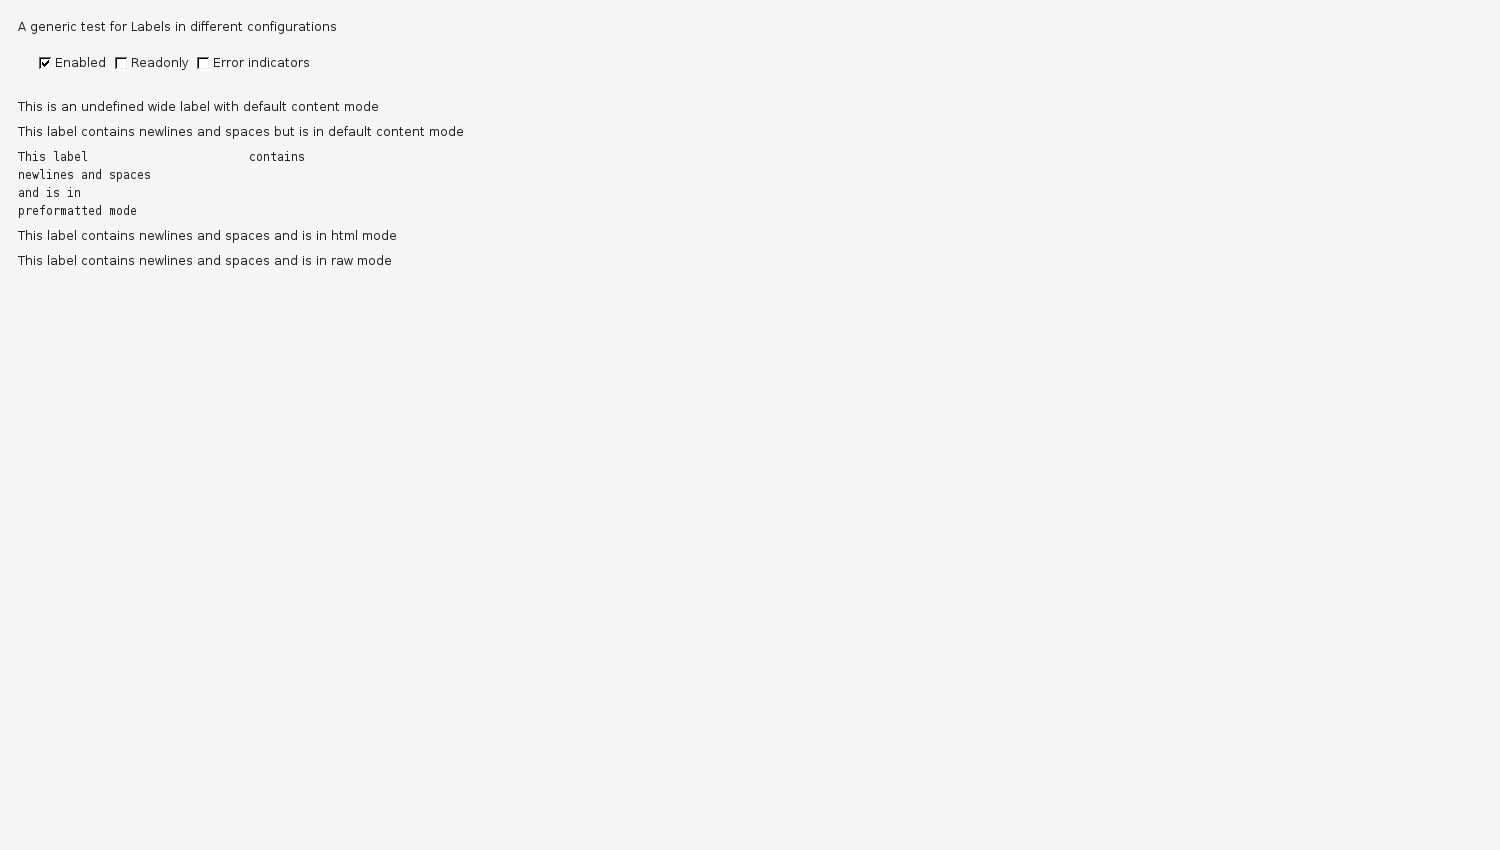 A generic test for Labels in different configurations
Enabled Readonly Error indicators
This is an undefined wide label with default content mode
This label contains newlines and spaces but is in default content mode
This label                       contains
newlines and spaces
and is in
preformatted mode
This label contains newlines and spaces and is in html mode
This label contains newlines and spaces and is in raw mode